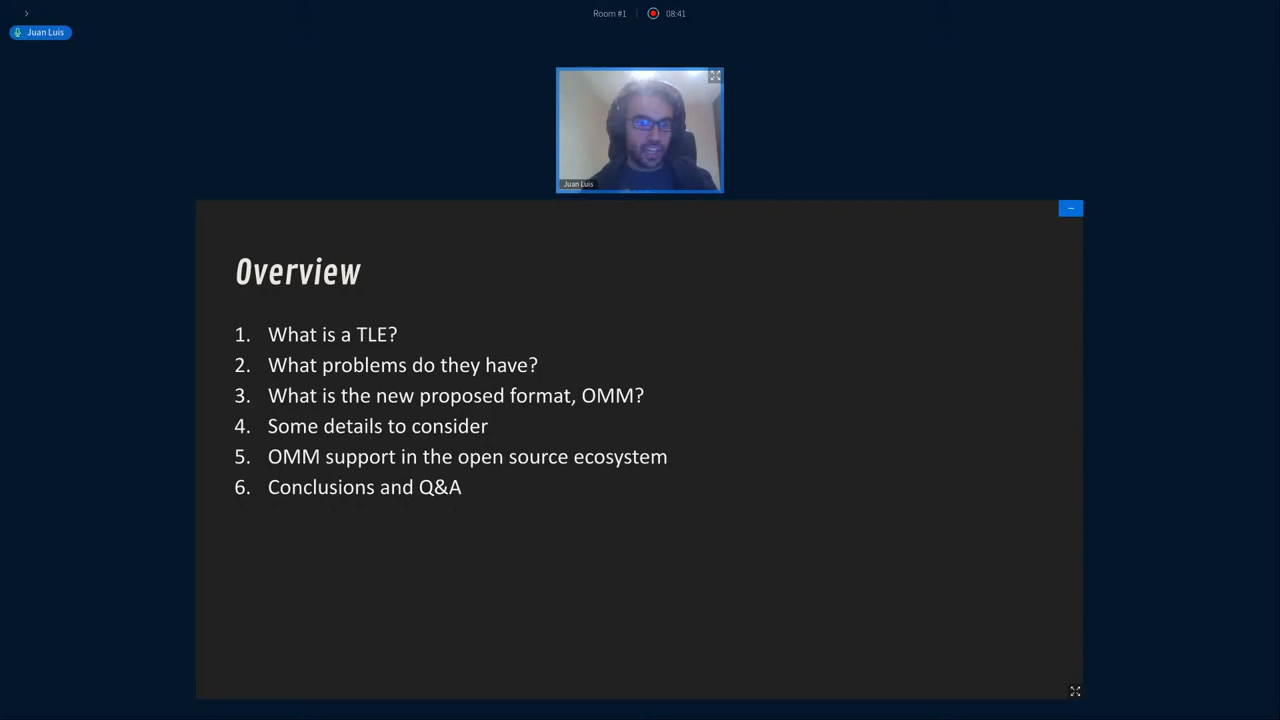 Room #1
08:41
Juan Luis
Juan Luis
Overview
1. What is a TLE?
2. What problems do they have?
3. What is the new proposed format, OMM?
4. Some details to consider
5. OMM support in the open source ecosystem
6. Conclusions and Q&A